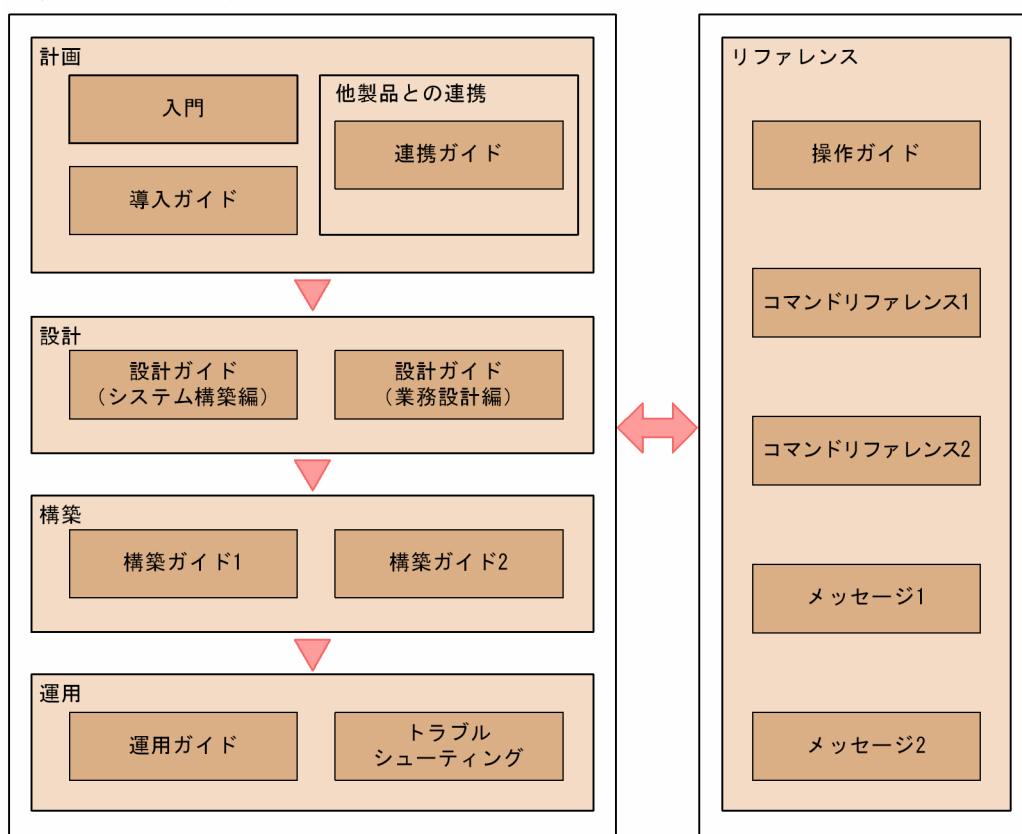 計画
入門
導入ガイド
他製品との連携
連携ガイド
設計
設計ガイド
（システム構築編）
設計ガイド
（業務設計編）
構築
構築ガイド1
構築ガイド2
運用
運用ガイド
トラブル
シューティング
リファレンス
操作ガイド
コマンドリファレンス1
コマンドリファレンス2
メッセージ1
メッセージ2